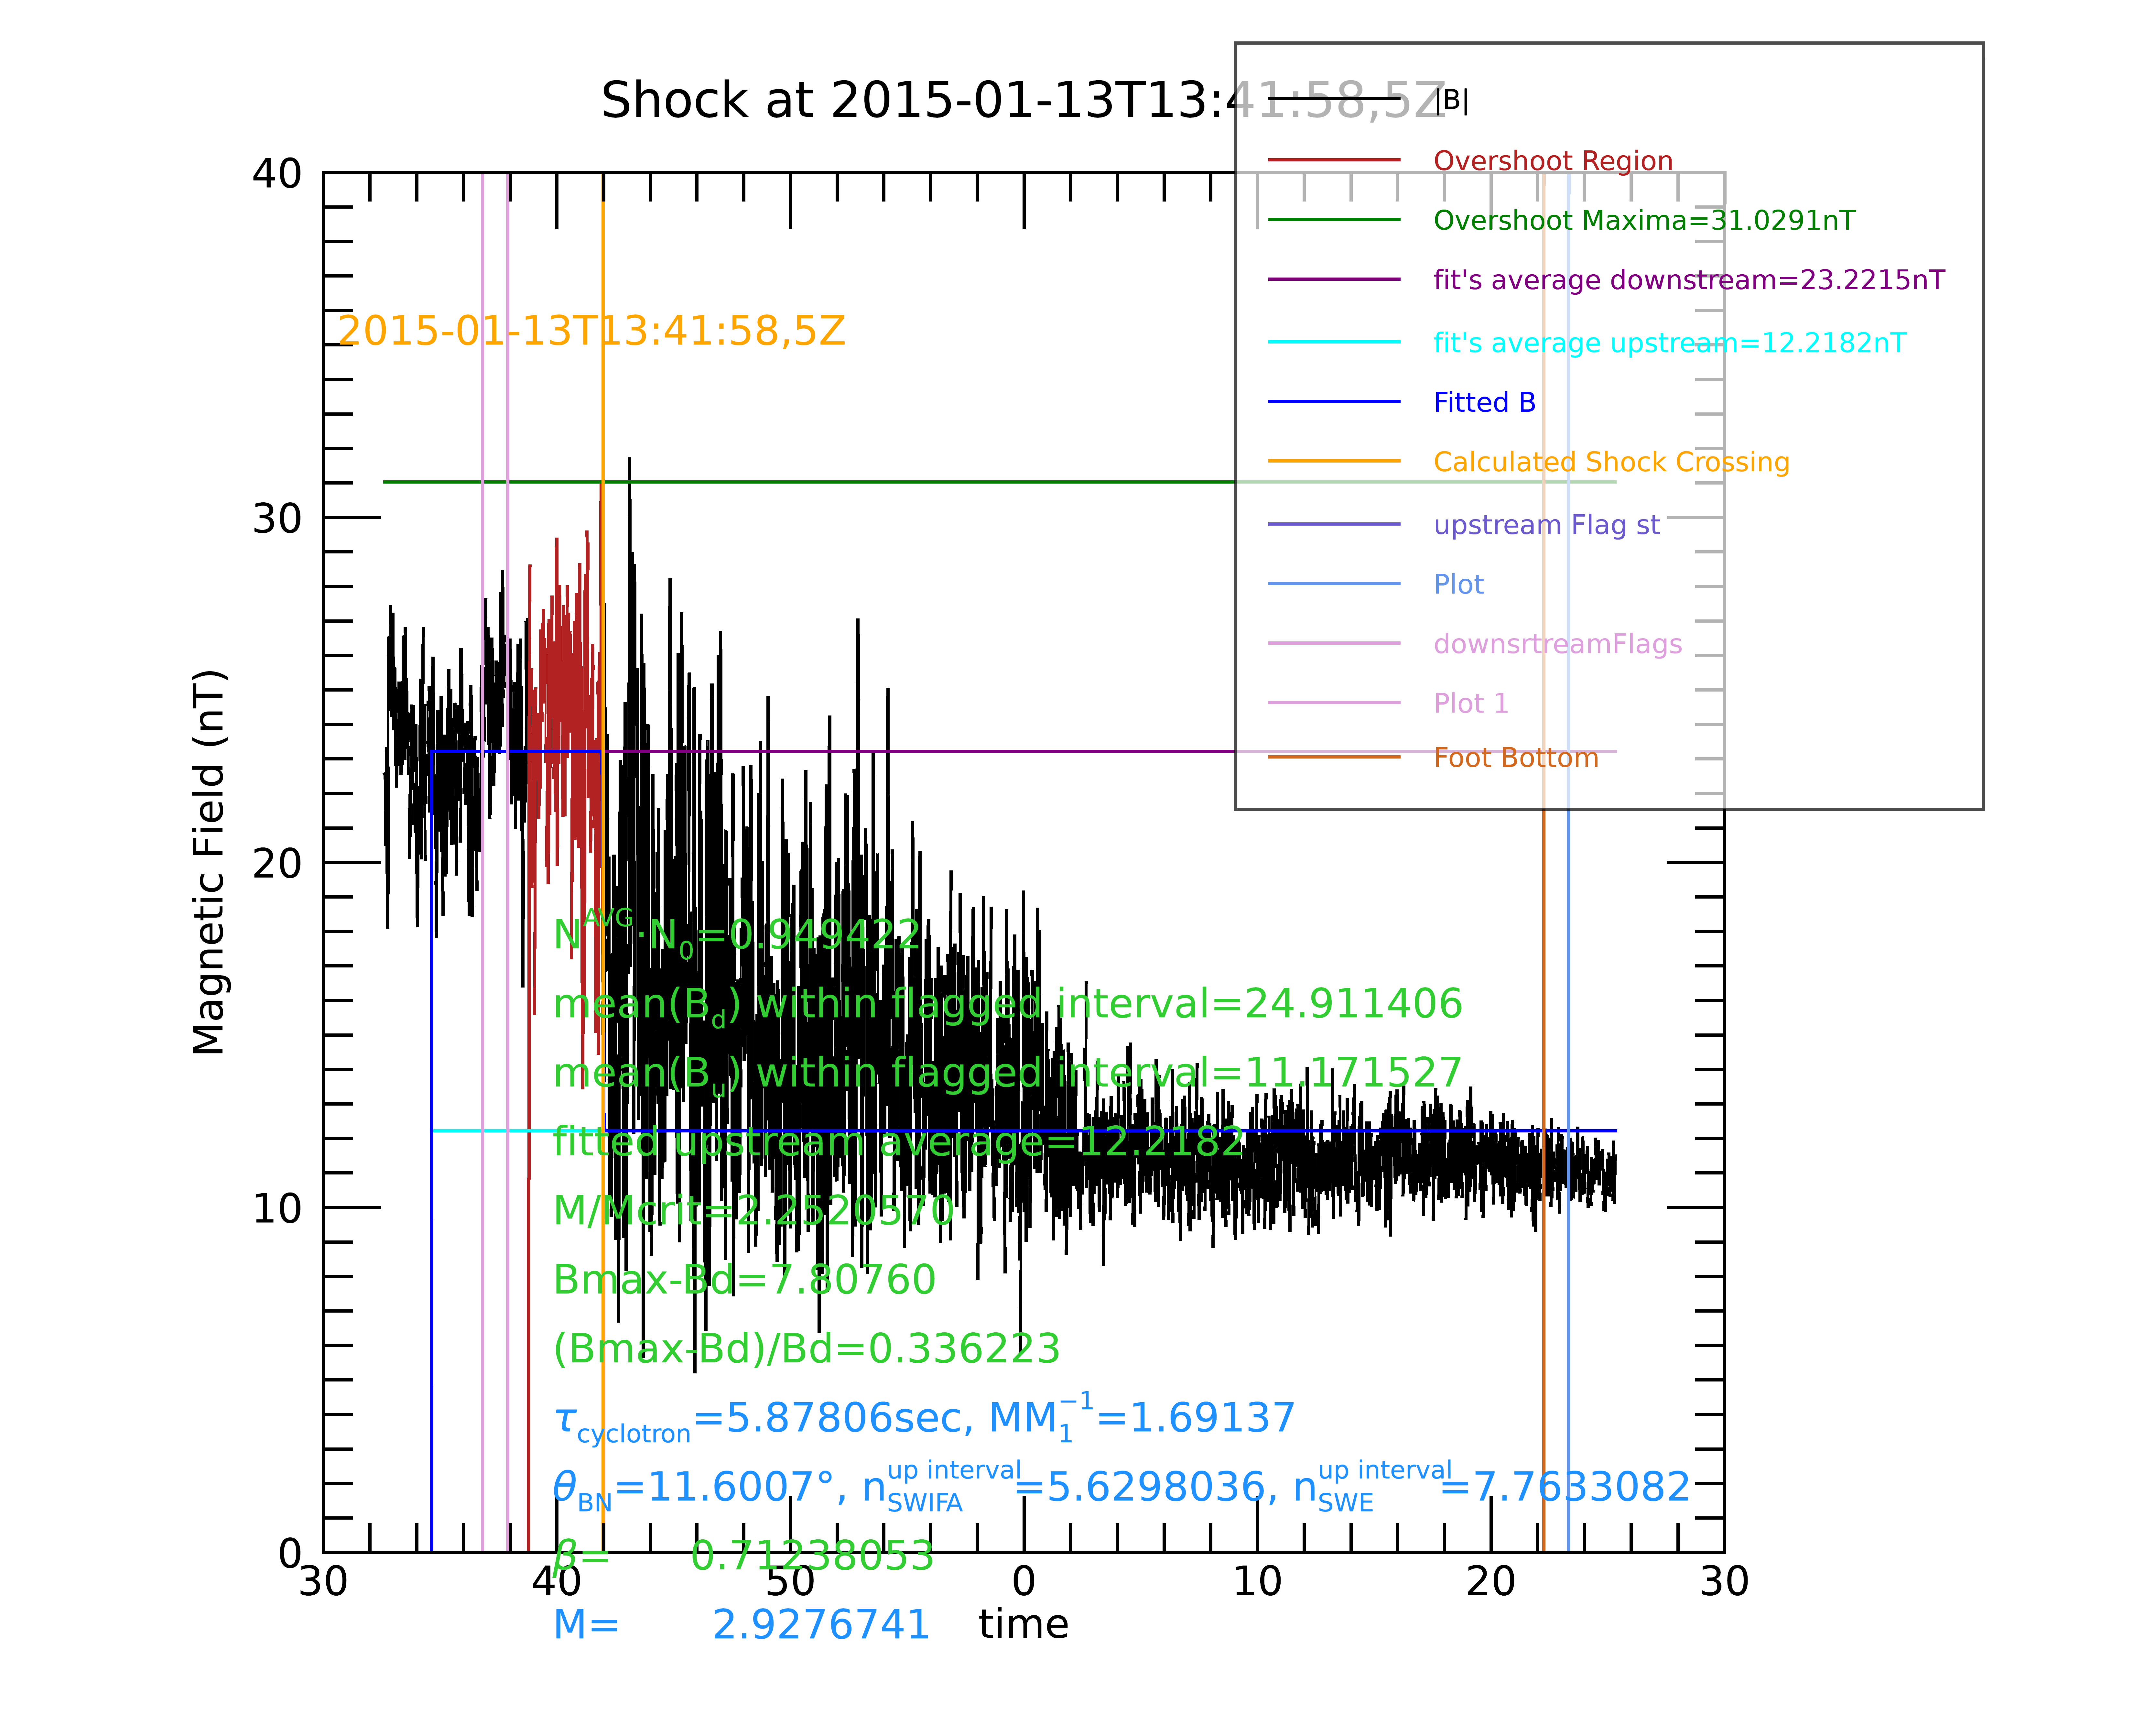 Shock at 2015-01-13T13:41:58,5Z
|B|
Overshoot Region
Overshoot Maxima=31.0291nT
fit's average downstream=23.2215nT
fit's average upstream=12.2182nT
Fitted B
Calculated Shock Crossing
upstream Flag st
Plot
downsrtreamFlags
Plot 1
Foot Bottom
2015-01-13T13:41:58,5Z
40
30
20
10
0
Magnetic Field (nT)
N^AVG·N_0=0.949422
mean(B_d) within flagged interval=24.911406
mean(B_u) within flagged interval=11.171527
fitted upstream average=12.2182
M/Mcrit=2.2520570
Bmax-Bd=7.80760
(Bmax-Bd)/Bd=0.336223
τ_cyclotron=5.87806sec, MM_1^−1=1.69137
θ_BN=11.6007°, n_SWIFA^up interval=5.6298036, n_SWE^up interval=7.7633082
β= 0.71238053
30 40 50 0 10 20 30
M= 2.9276741
time